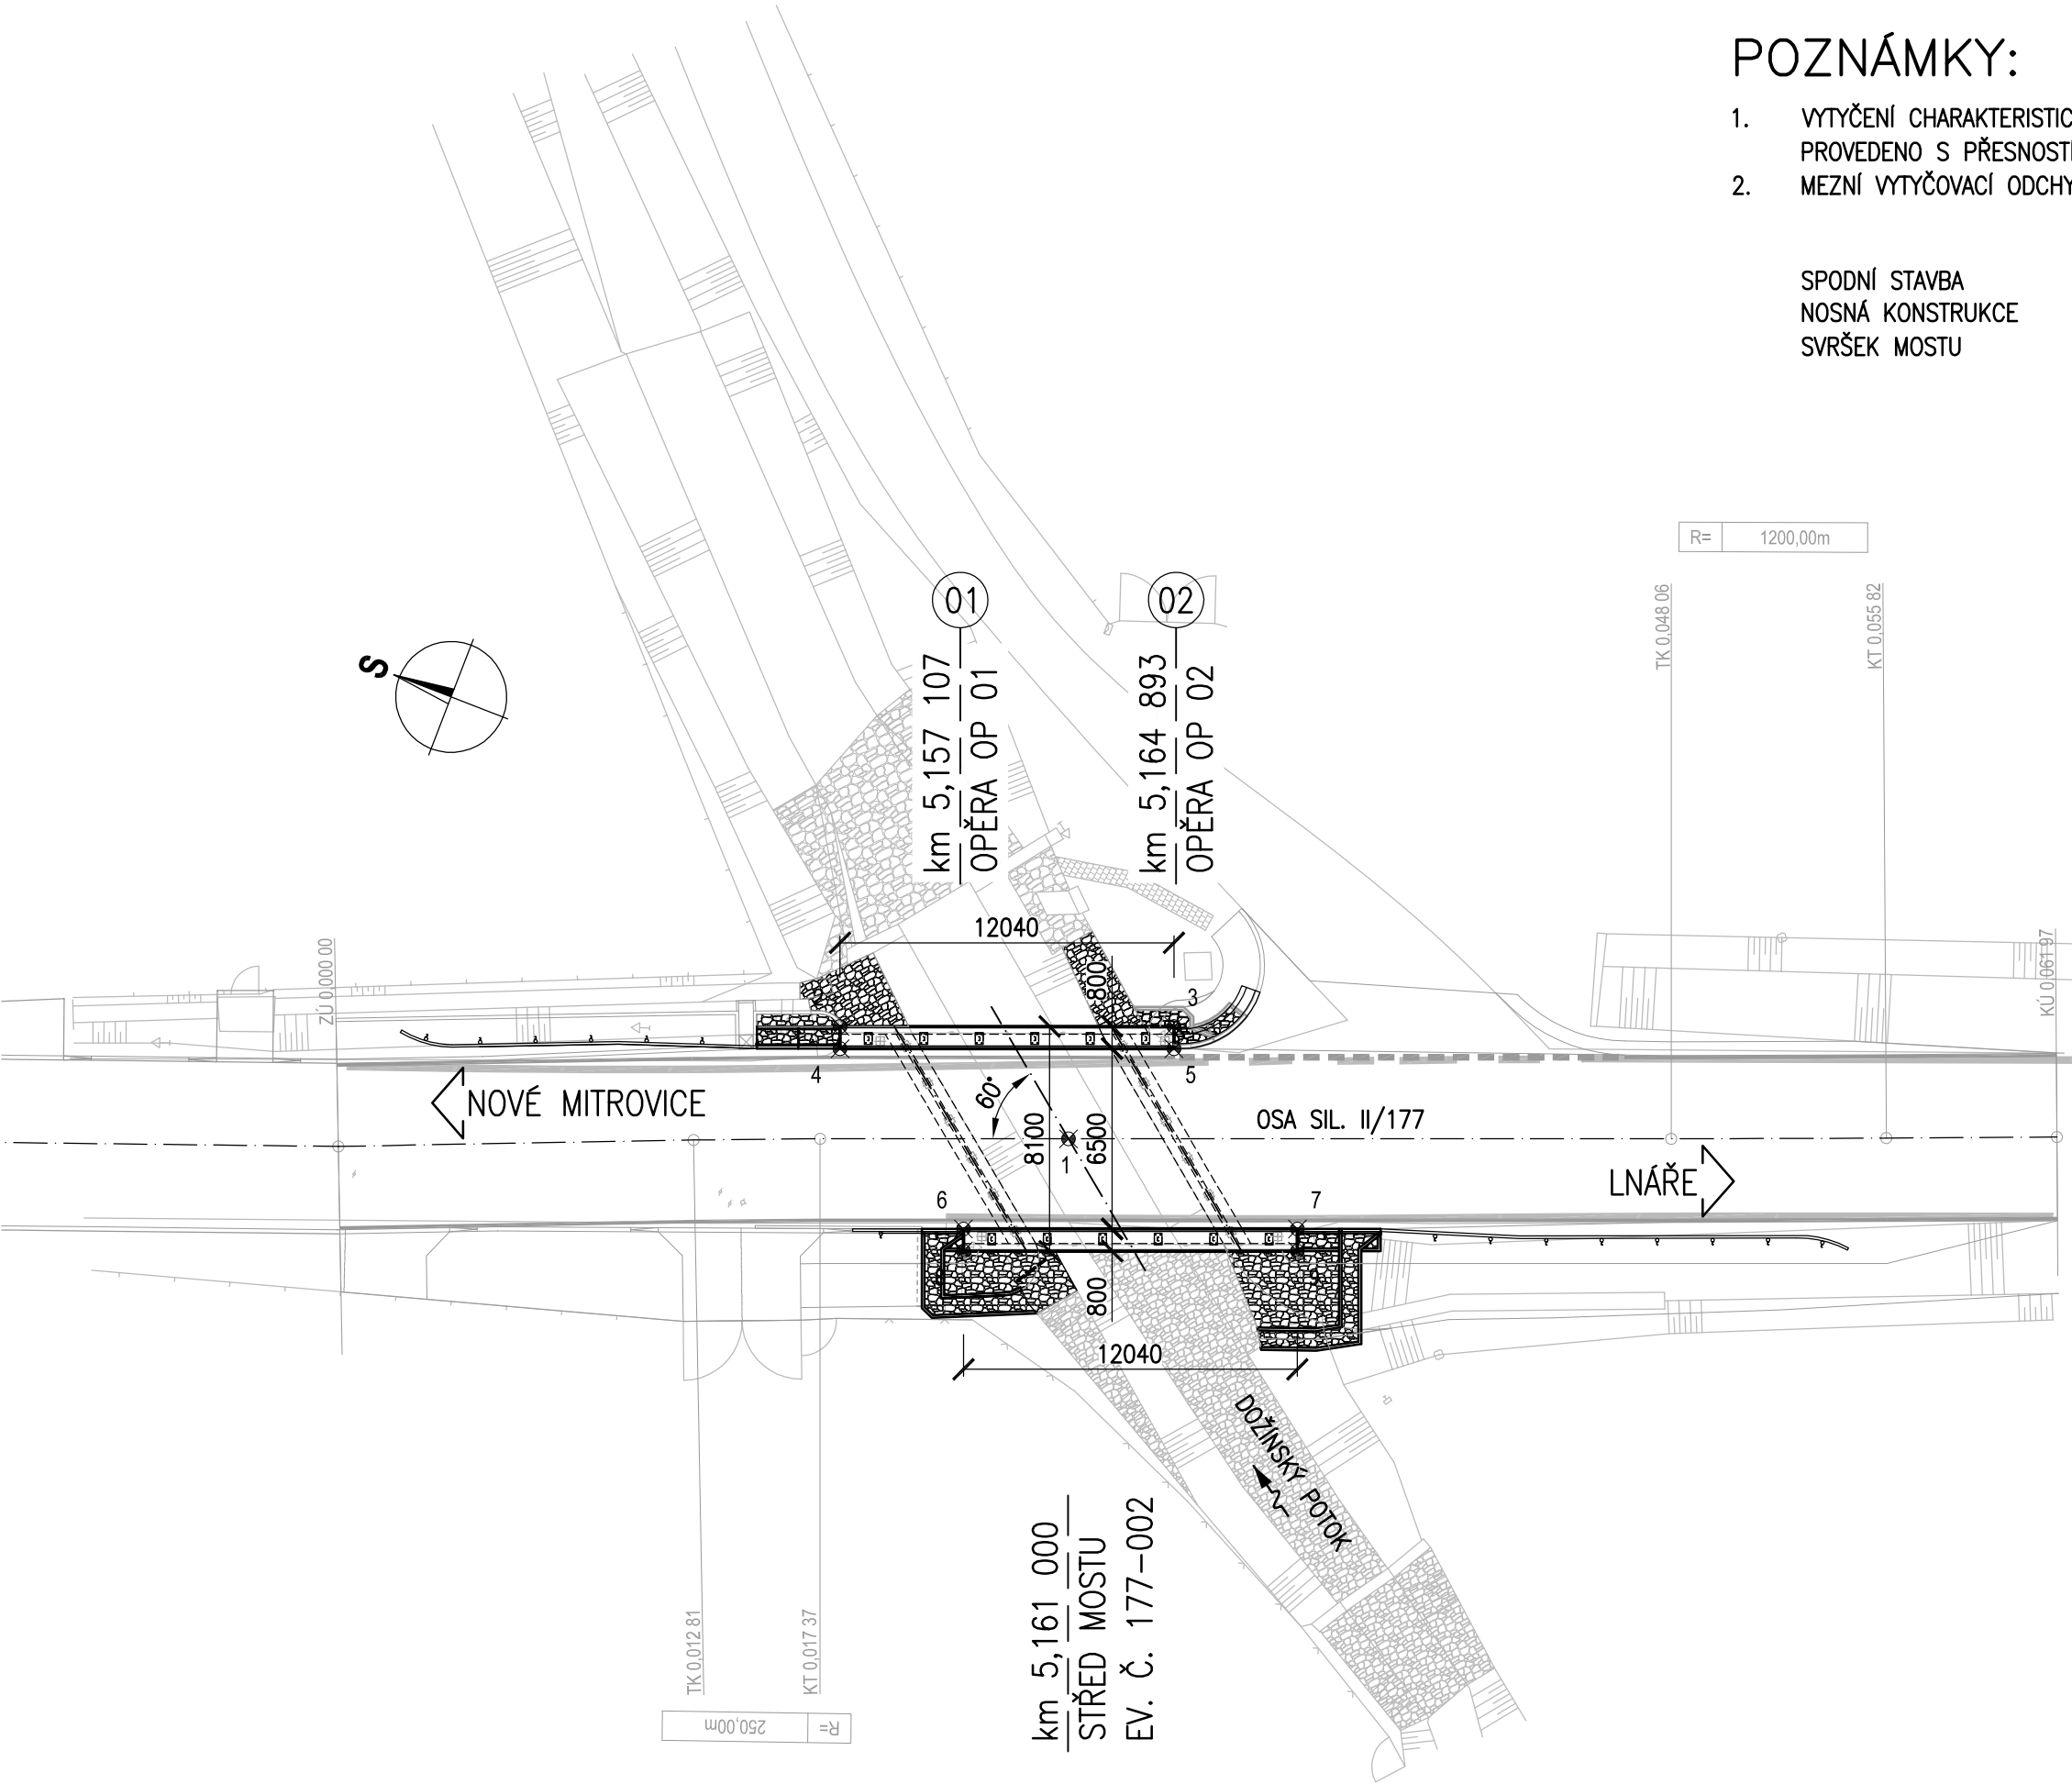 POZNÁMKY:
1. VYTYČENÍ CHARAKTERISTIC
PROVEDENO S PŘESNOSTÍ
2. MEZNÍ VYTYČOVACÍ ODCHY
SPODNÍ STAVBA
NOSNÁ KONSTRUKCE
SVRŠEK MOSTU
R= 1200,00m
TK 0,048 06
KT 0,055 82
01
02
km 5,157 107
OPĚRA OP 01
km 5,164 893
OPĚRA OP 02
S
ZÚ 0,000 00
KÚ 0,061 97
12040
800
3
4
5
NOVÉ MITROVICE
60°
8100
6500
1
OSA SIL. II/177
LNÁŘE
6
7
9
800
12040
DOŽÍNSKÝ POTOK
km 5,161 000
STŘED MOSTU
EV. Č. 177-002
TK 0,012 81
KT 0,017 37
R= 250,00m